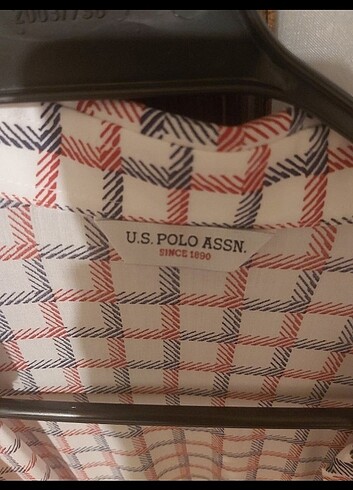 U.S. POLO ASSN.
SINCE 1890